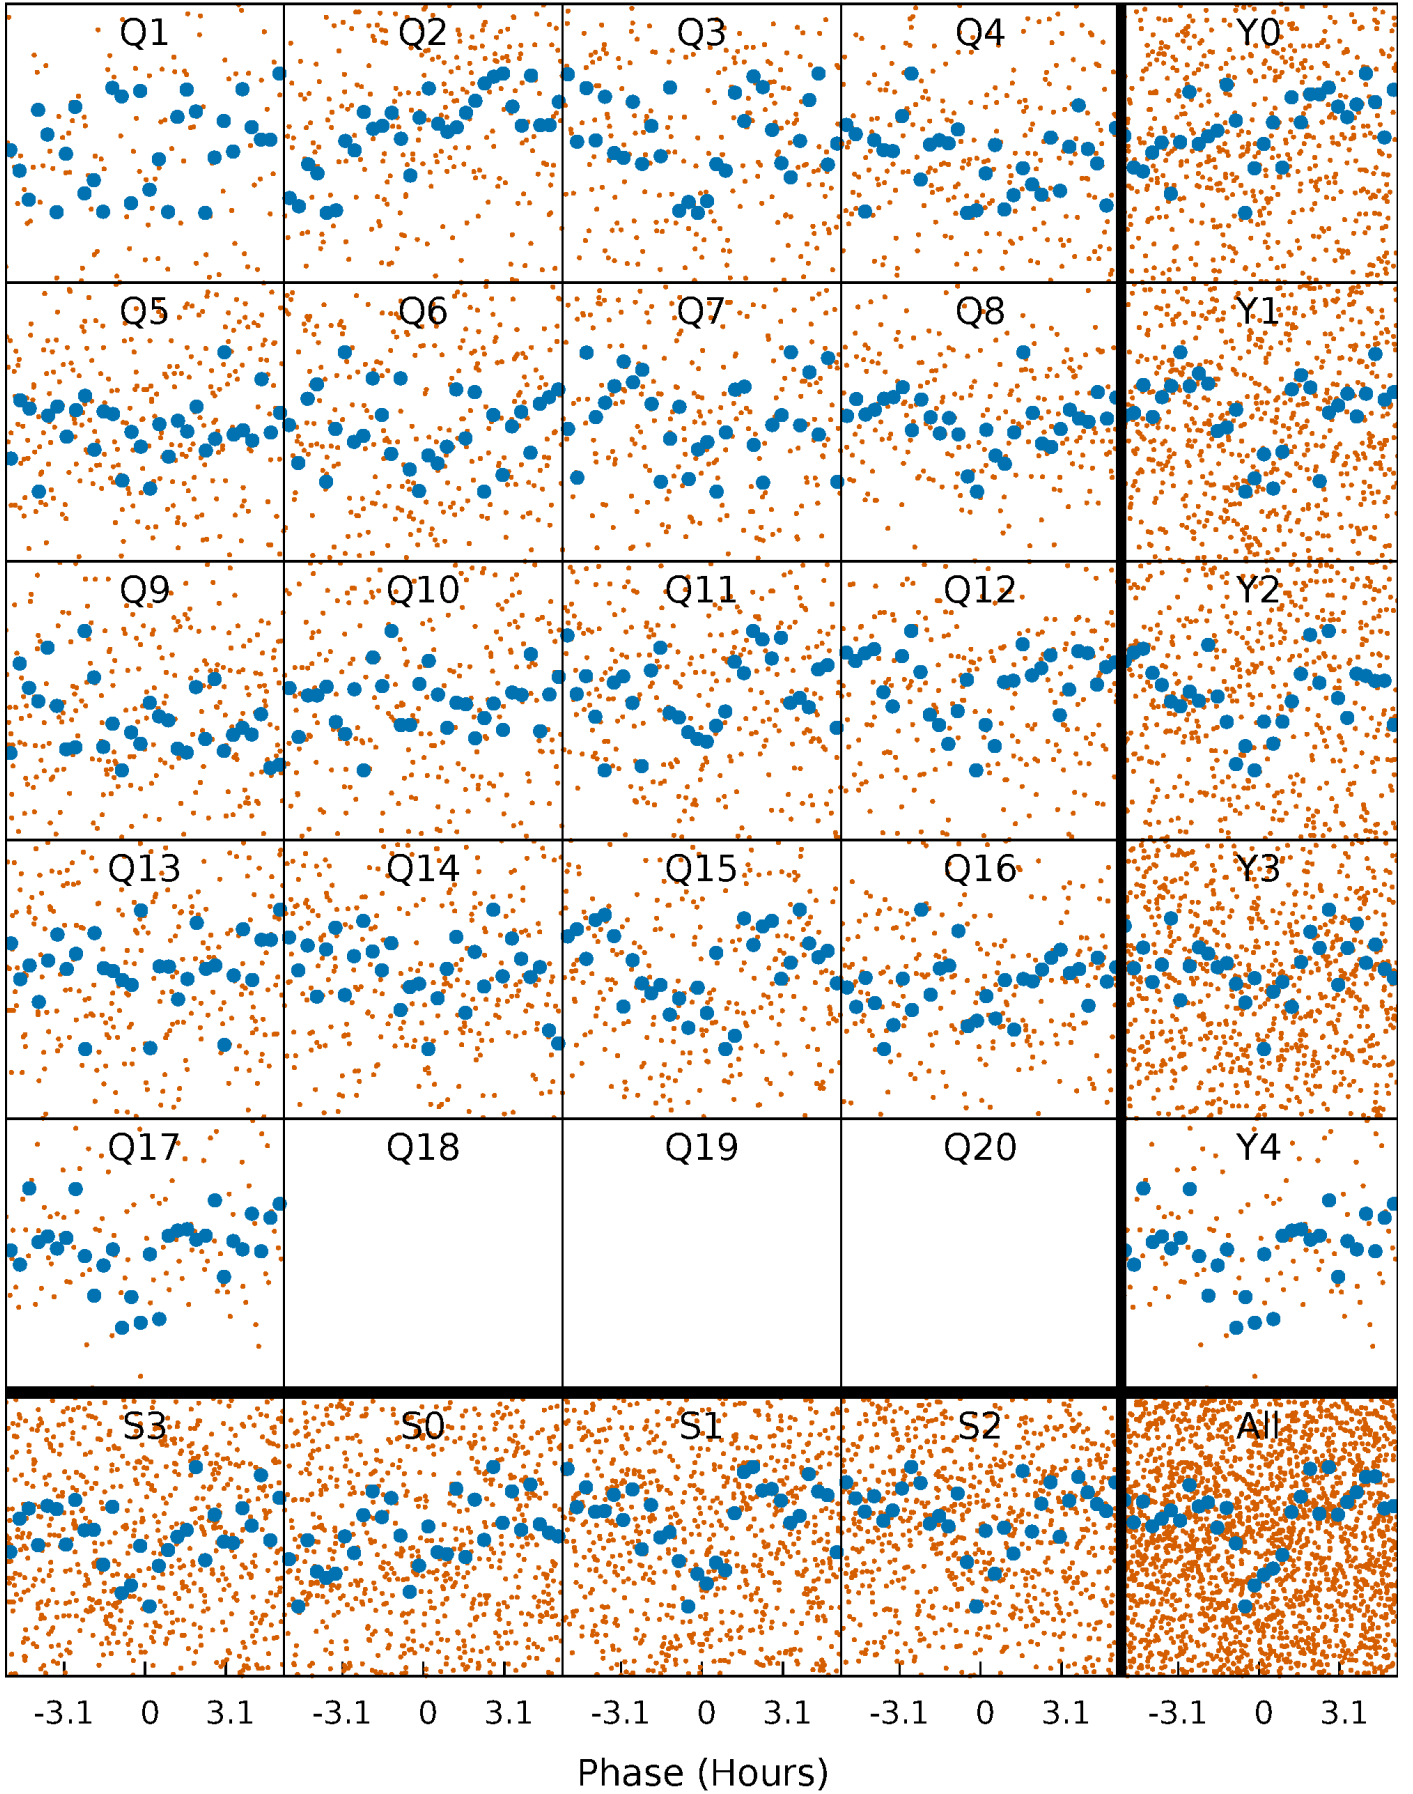 Q1 Q2 Q3 Q4 Y0
Q5 Q6 Q7 Q8 Y1
Q9 Q10 Q11 Q12 Y2
Q13 Q14 Q15 Q16 Y3
Q17 Q18 Q19 Q20 Y4
S3 S0 S1 S2 All
-3.1 0 3.1 -3.1 0 3.1 -3.1 0 3.1 -3.1 0 3.1 -3.1 0 3.1
Phase (Hours)